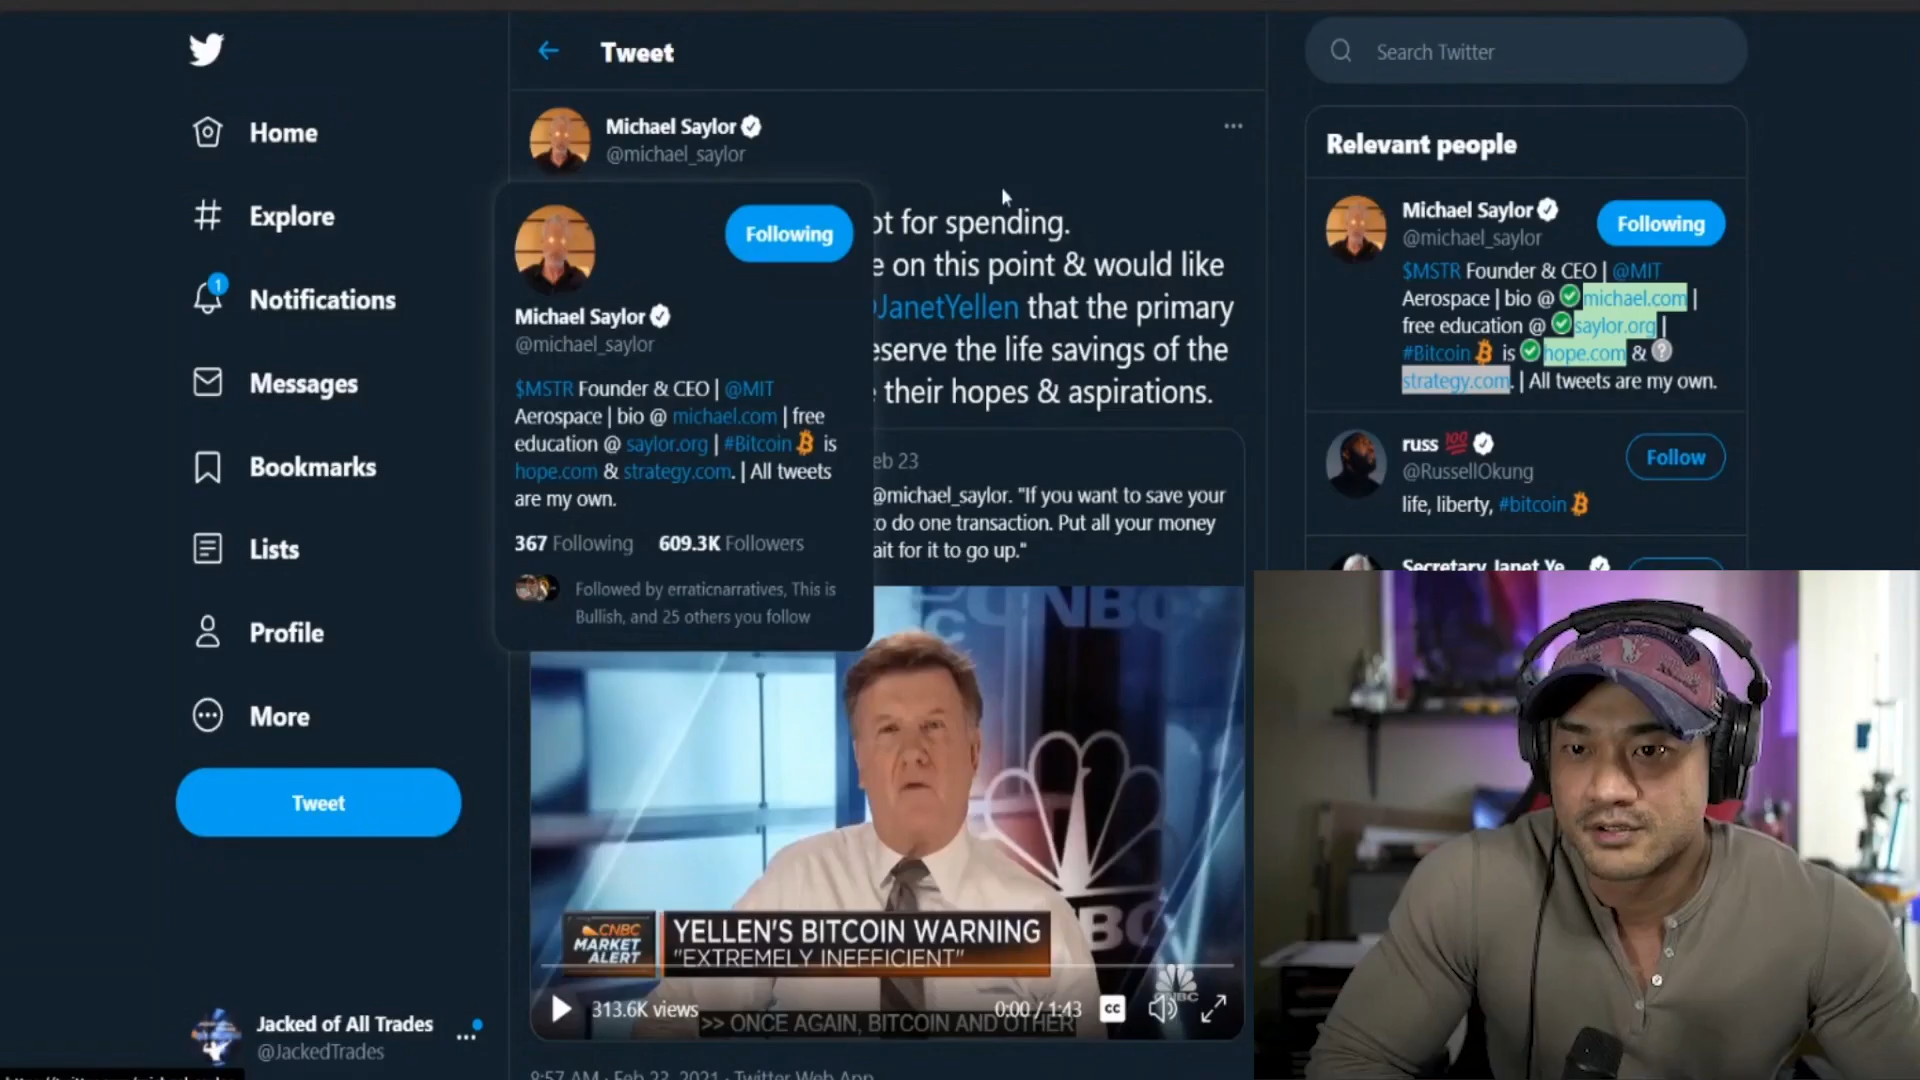 Home
Explore
1
Notifications
Messages
Bookmarks
Lists
Profile
More
Tweet
Jacked of All Trades
@JackedTrades
Tweet
Michael Saylor
@michael_saylor
ot for spending.
e on this point & would like
@JanetYellen that the primary
eserve the life savings of the
their hopes & aspirations.
Following
Michael Saylor
@michael_saylor
$MSTR Founder & CEO | @MIT
Aerospace | bio @ michael.com | free
education @ saylor.org | #Bitcoin is
hope.com & strategy.com. | All tweets
are my own.
367 Following 609.3K Followers
Followed by erraticnarratives, This is
Bullish, and 25 others you follow
eb 23
@michael_saylor. "If you want to save your
o do one transaction. Put all your money
ait for it to go up."
CNBC
CNBC
MARKET
ALERT
YELLEN'S BITCOIN WARNING
"EXTREMELY INEFFICIENT"
313.6K views
0:00 / 1:43
CC
>> ONCE AGAIN, BITCOIN AND OTHER
8:57 AM · Feb 23, 2021 · Twitter Web App
Search Twitter
Relevant people
Michael Saylor
@michael_saylor
Following
$MSTR Founder & CEO | @MIT
Aerospace | bio @ michael.com |
free education @ saylor.org |
#Bitcoin is hope.com &
strategy.com. | All tweets are my own.
russ 100
@RussellOkung
Follow
life, liberty, #bitcoin
Secretary Janet Ye